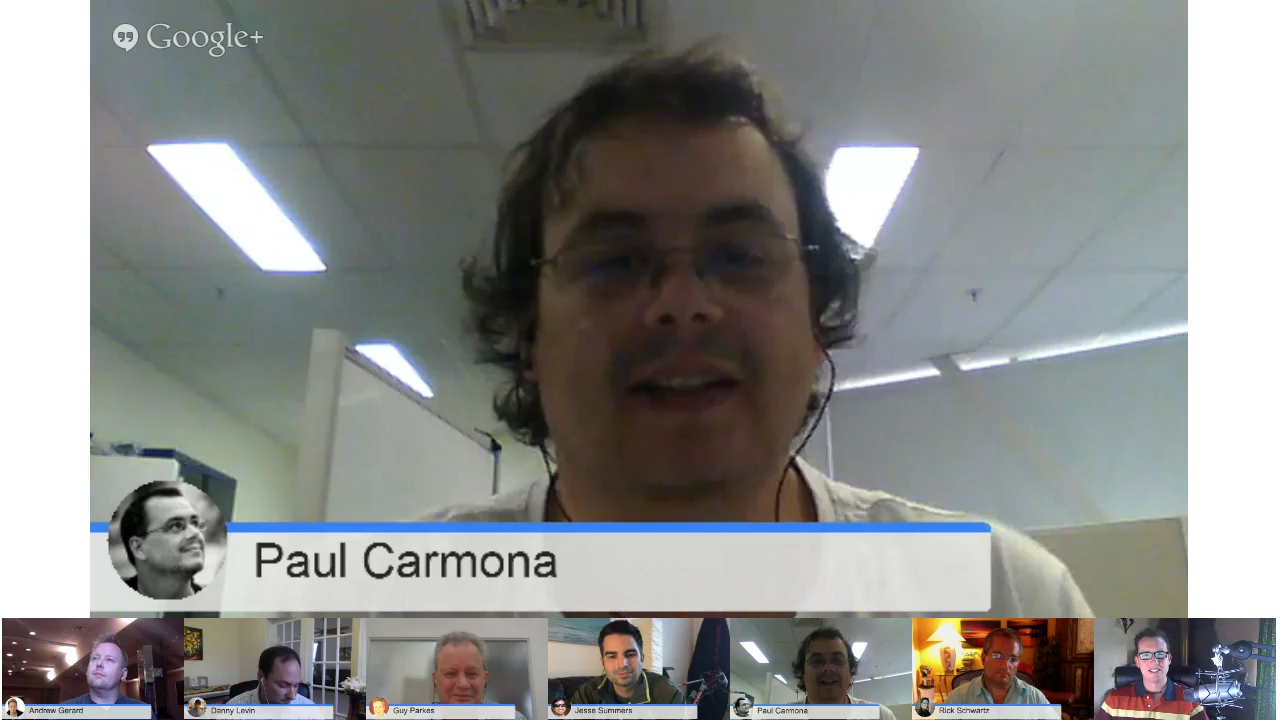 Google+
Paul Carmona
Andrew Gerard
Danny Levin
Guy Parkes
Jesse Summers
Paul Carmona
Rick Schwartz